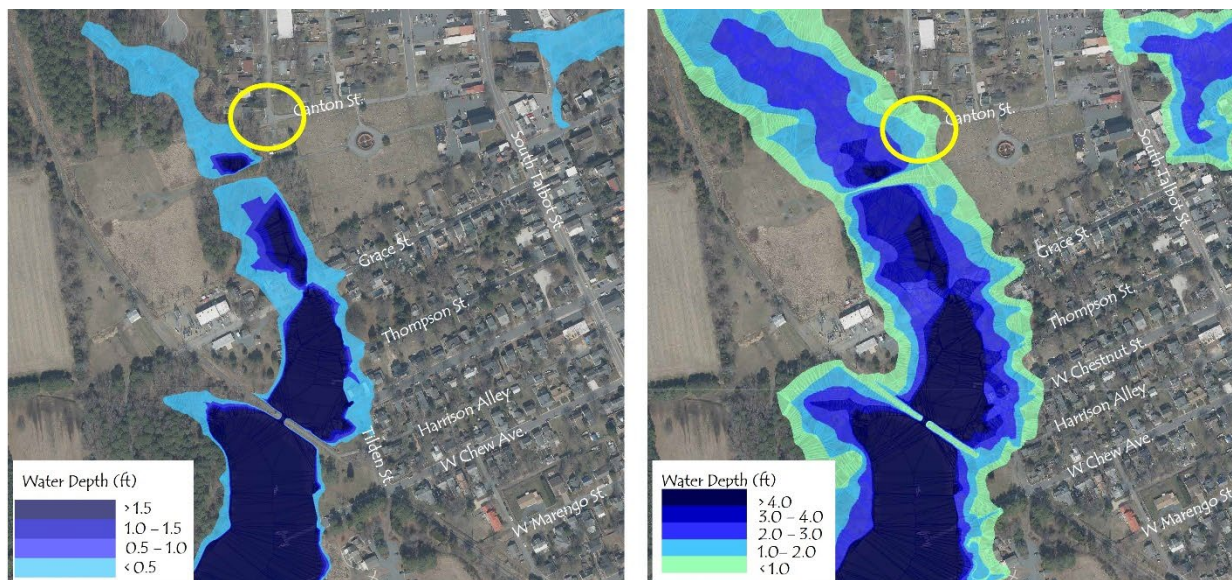 Canton St.
South Talbot St.
Grace St.
Thompson St.
Harrison Alley
W Chew Ave.
Tilden St.
W Marengo St.
Water Depth (ft)
> 1.5
1.0 – 1.5
0.5 – 1.0
< 0.5
Canton St.
South Talbot St.
Grace St.
Thompson St.
W Chestnut St.
Harrison Alley
W Chew Ave.
W Marengo St.
Water Depth (ft)
> 4.0
3.0 – 4.0
2.0 – 3.0
1.0 – 2.0
< 1.0